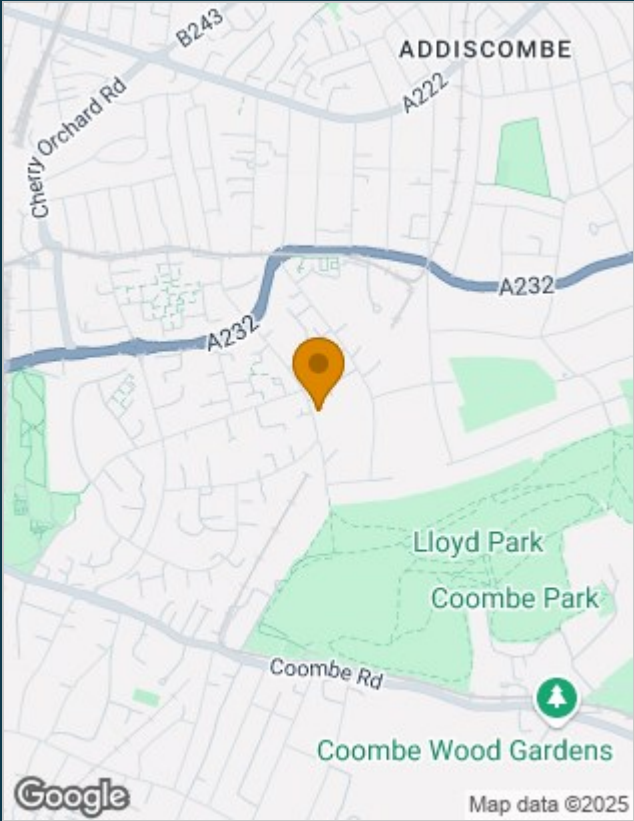 B243
ADDISCOMBE
A222
Cherry Orchard Rd
A232
A232
Lloyd Park
Coombe Park
Coombe Rd
Coombe Wood Gardens
Google
Map data ©2025